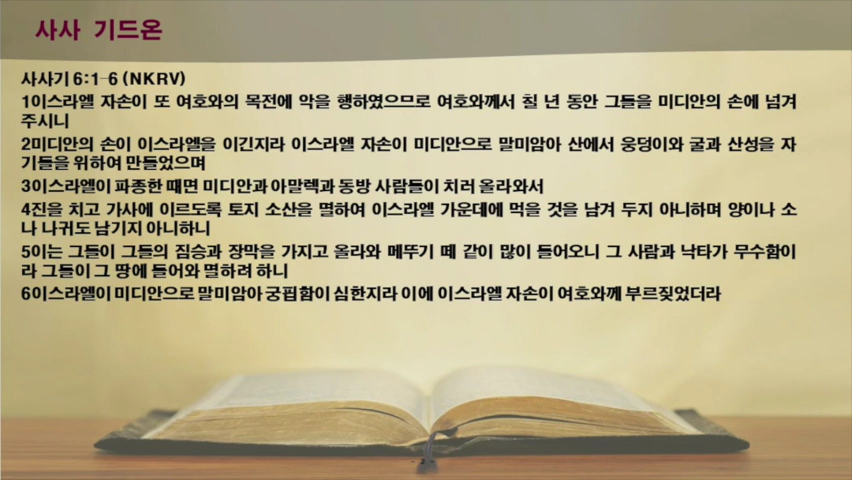 사사 기드온
사사기 6:1-6 (NKRV)
1이스라엘 자손이 또 여호와의 목전에 악을 행하였으므로 여호와께서 칠 년 동안 그들을 미디안의 손에 넘겨
주시니
2미디안의 손이 이스라엘을 이긴지라 이스라엘 자손이 미디안으로 말미암아 산에서 웅덩이와 굴과 산성을 자
기들을 위하여 만들었으며
3이스라엘이 파종한 때면 미디안과 아말렉과 동방 사람들이 치러 올라와서
4진을 치고 가사에 이르도록 토지 소산을 멸하여 이스라엘 가운데에 먹을 것을 남겨 두지 아니하며 양이나 소
나 나귀도 남기지 아니하니
5이는 그들이 그들의 짐승과 장막을 가지고 올라와 메뚜기 떼 같이 많이 들어오니 그 사람과 낙타가 무수함이
라 그들이 그 땅에 들어와 멸하려 하니
6이스라엘이 미디안으로 말미암아 궁핍함이 심한지라 이에 이스라엘 자손이 여호와께 부르짖었더라